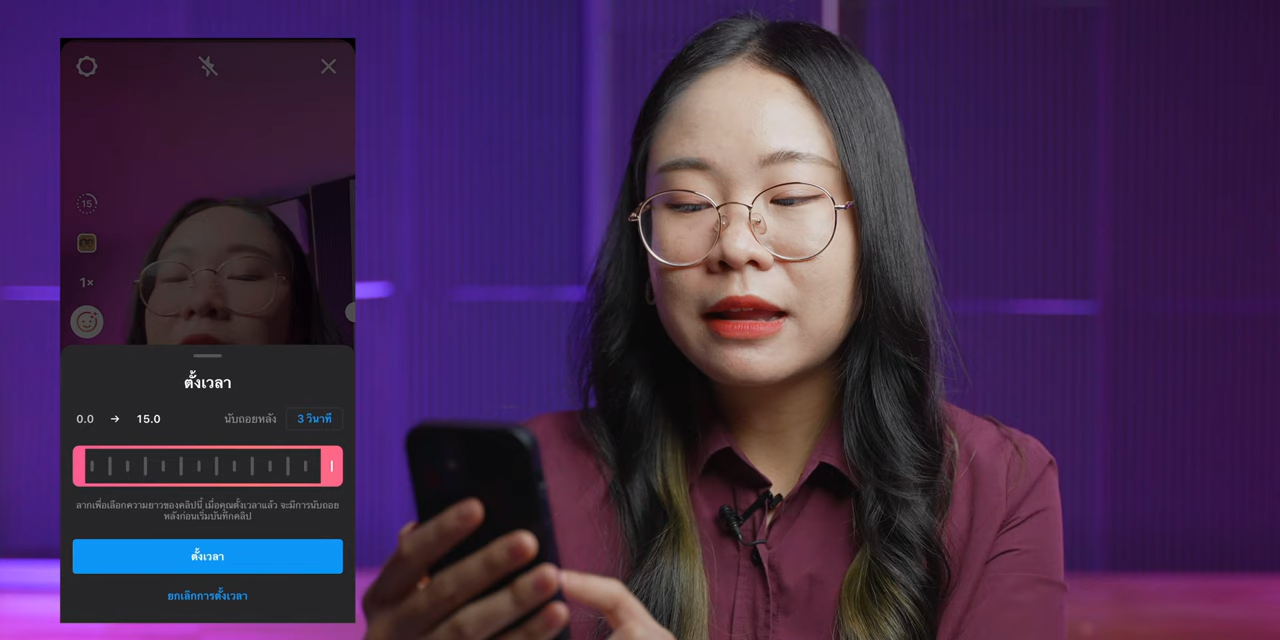 15
1×
ตั้งเวลา
0.0 → 15.0 นับถอยหลัง 3 วินาที
ลากเพื่อเลือกความยาวของคลิปนี้ เมื่อคุณตั้งเวลาแล้ว จะมีการนับถอย
หลังก่อนเริ่มบันทึกคลิป
ตั้งเวลา
ยกเลิกการตั้งเวลา